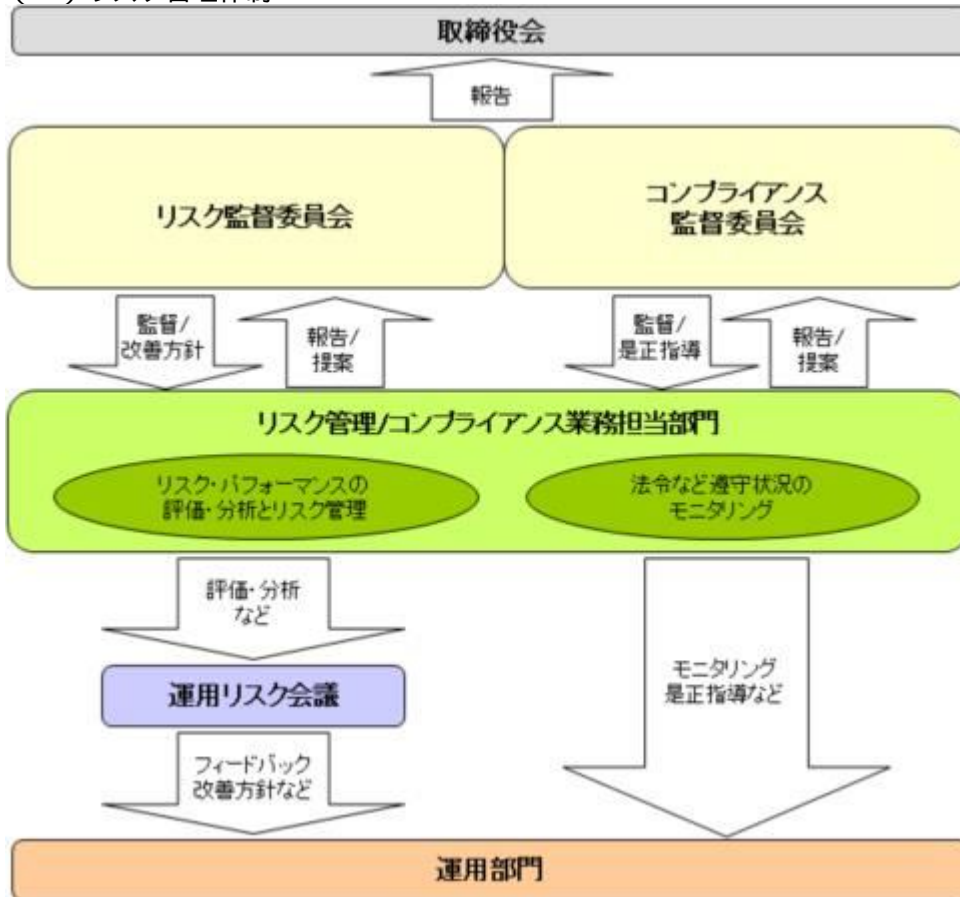 取締役会
報告
リスク監督委員会
コンプライアンス
監督委員会
監督/
改善方針
報告/
提案
監督/
是正指導
報告/
提案
リスク管理/コンプライアンス業務担当部門
リスク・パフォーマンスの
評価・分析とリスク管理
法令など遵守状況の
モニタリング
評価・分析
など
運用リスク会議
モニタリング
是正指導など
フィードバック
改善方針など
運用部門